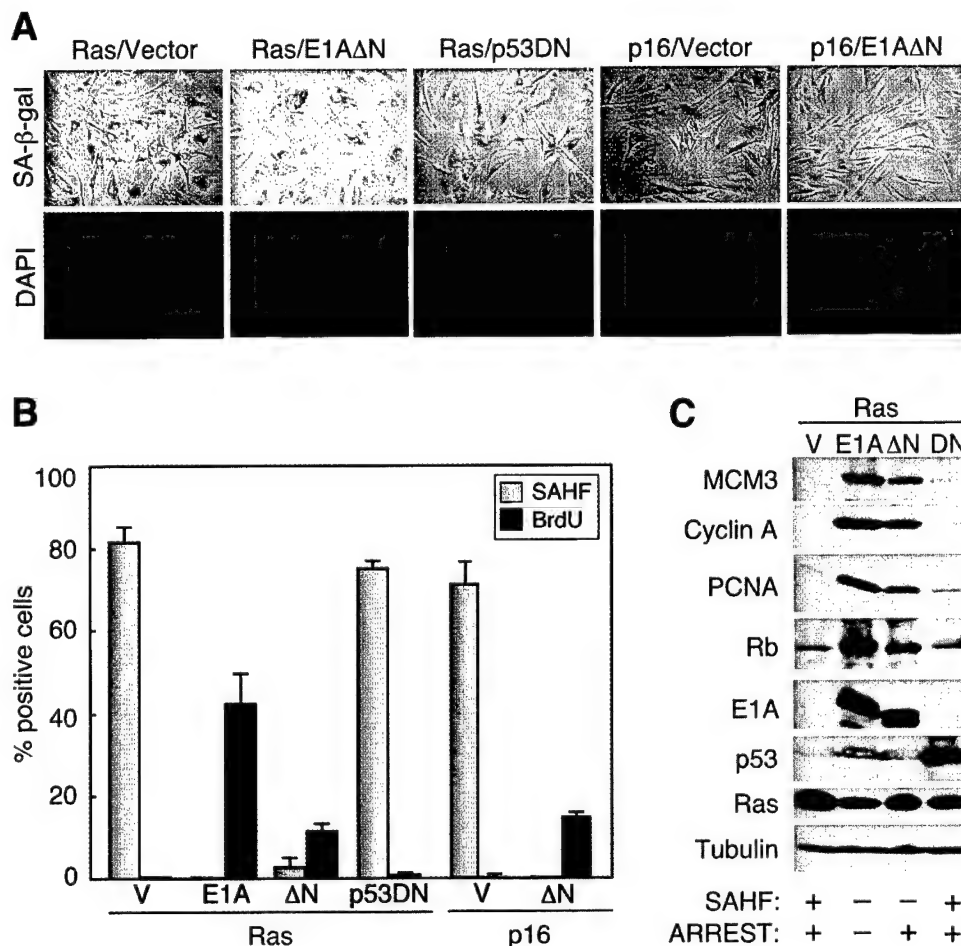 A
Ras/Vector Ras/E1AΔN Ras/p53DN p16/Vector p16/E1AΔN
SA-β-gal
DAPI
B
% positive cells
100
80
60
40
20
0
SAHF
BrdU
V E1A ΔN p53DN V ΔN
Ras p16
C
Ras
V E1A ΔN DN
MCM3
Cyclin A
PCNA
Rb
E1A
p53
Ras
Tubulin
SAHF: + − − +
ARREST: + − + +